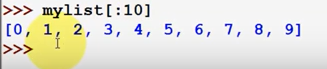 >>> mylist[:10]
[0, 1, 2, 3, 4, 5, 6, 7, 8, 9]
>>>